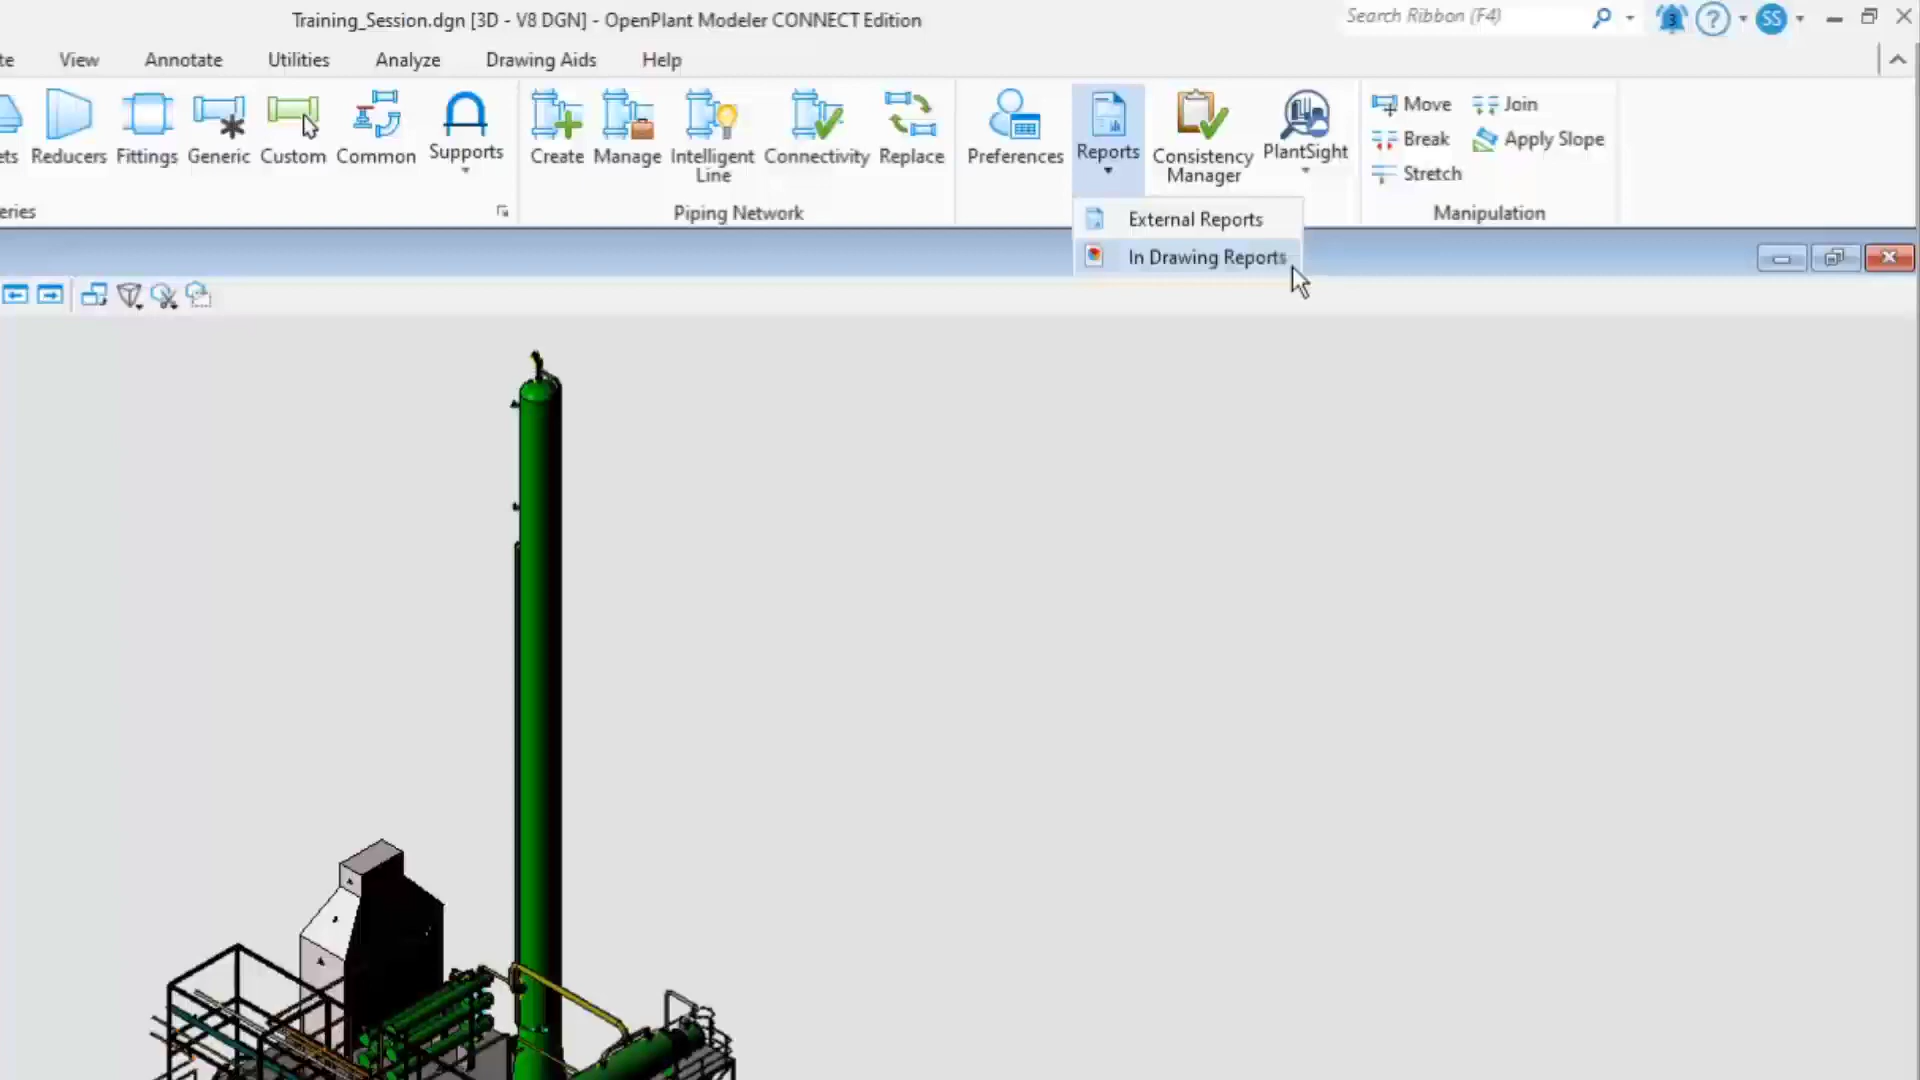 Training_Session.dgn [3D - V8 DGN] - OpenPlant Modeler CONNECT Edition
Search Ribbon (F4)
3
?
SS
te
View
Annotate
Utilities
Analyze
Drawing Aids
Help
ets
Reducers
Fittings
Generic
Custom
Common
Supports
Create
Manage
Intelligent
Line
Connectivity
Replace
Preferences
Reports
Consistency
Manager
PlantSight
Move
Join
Break
Apply Slope
Stretch
eries
Piping Network
Manipulation
External Reports
In Drawing Reports